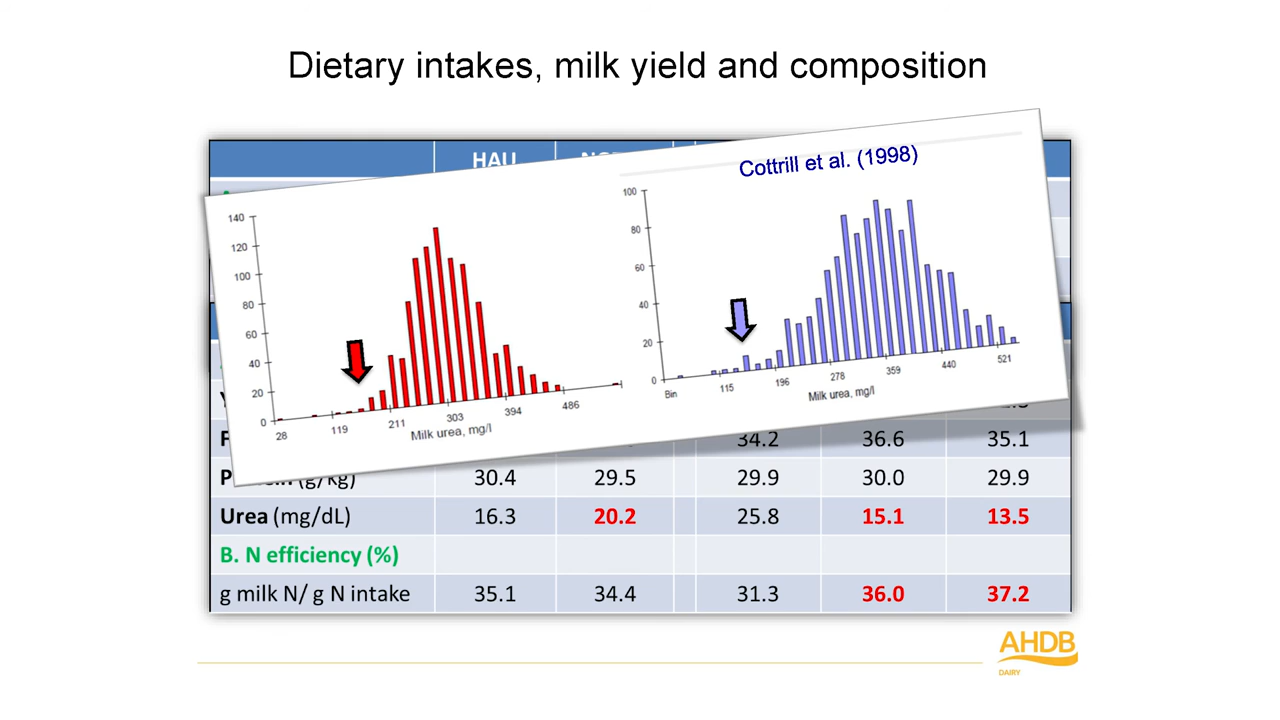 Dietary intakes, milk yield and composition
HAU
Cottrill et al. (1998)
140
120
100
80
60
40
20
0
28
119
211
303
394
486
Milk urea, mg/l
100
80
60
40
20
0
Bin
115
196
278
359
440
521
Milk urea, mg/l
34.2 36.6 35.1
(g/kg) 30.4 29.5 29.9 30.0 29.9
Urea (mg/dL) 16.3 20.2 25.8 15.1 13.5
B. N efficiency (%)
g milk N/ g N intake 35.1 34.4 31.3 36.0 37.2
AHDB
DAIRY